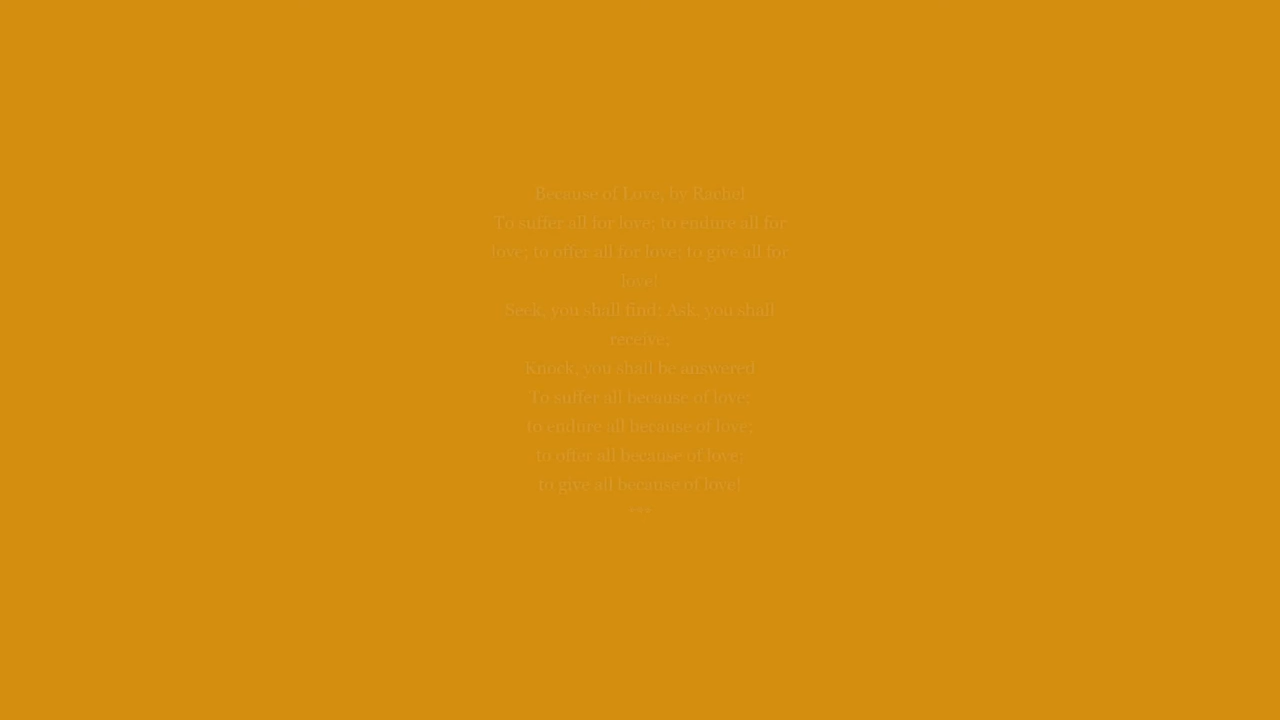 Because of Love, by Rachel
To suffer all for love; to endure all for
love; to offer all for love; to give all for
love!
Seek, you shall find; Ask, you shall
receive;
Knock, you shall be answered
To suffer all because of love;
to endure all because of love;
to offer all because of love;
to give all because of love!
***